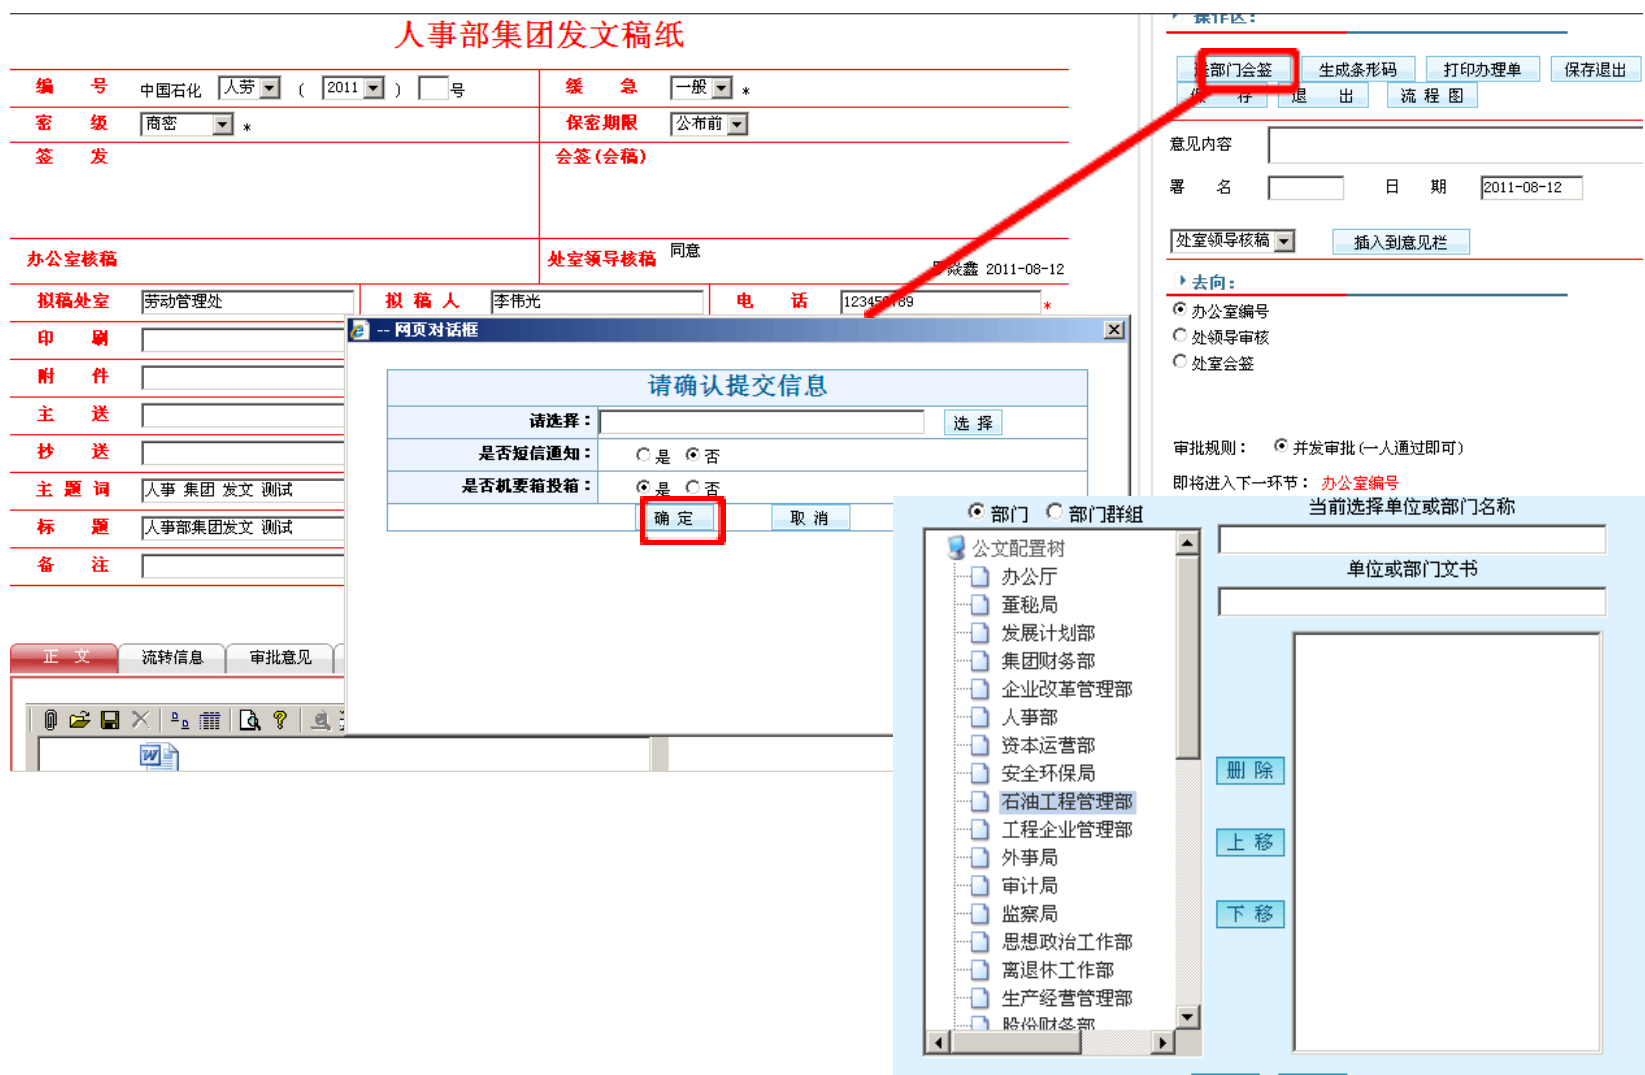 人事部集团发文稿纸
编 号 中国石化 人劳 ( 2011 ) 号 缓 急 一般 *
密 级 商密 * 保密期限 公布前
签 发 会签(会稿)
办公室核稿 处室领导核稿 同意
鑫 2011-08-12
拟稿处室 劳动管理处 拟 稿 人 李伟光 电 话 123456789 *
印 刷
附 件
主 送
抄 送
主 题 词 人事 集团 发文 测试
标 题 人事部集团发文 测试
备 注
正 文 流转信息 审批意见
-- 网页对话框
请确认提交信息
请选择： 选 择
是否短信通知： 是 否
是否机要箱投箱： 是 否
确 定 取 消
操作区：
送部门会签 生成条形码 打印办理单 保存退出
保 存 退 出 流 程 图
意见内容
署 名 日 期 2011-08-12
处室领导核稿 插入到意见栏
去向：
办公室编号
处领导审核
处室会签
审批规则： 并发审批(一人通过即可)
即将进入下一环节： 办公室编号
部门 部门群组
公文配置树
办公厅
董秘局
发展计划部
集团财务部
企业改革管理部
人事部
资本运营部
安全环保局
石油工程管理部
工程企业管理部
外事局
审计局
监察局
思想政治工作部
离退休工作部
生产经营管理部
股份财务部
当前选择单位或部门名称
单位或部门文书
删 除
上 移
下 移